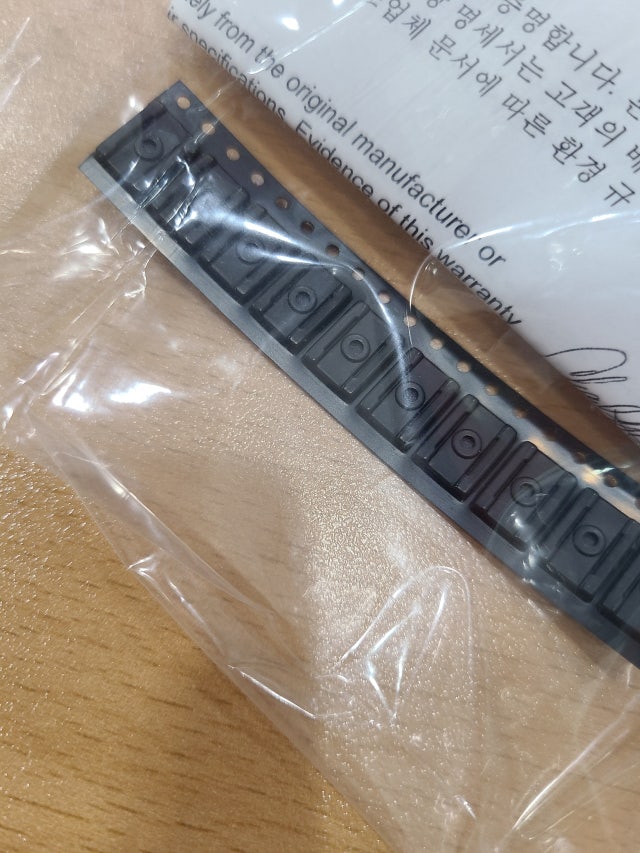 증명합니다.
명세서는 고객의
업체 문서에 따른 환경 규
ely from the original manufacturer or
specifications. Evidence of this warranty